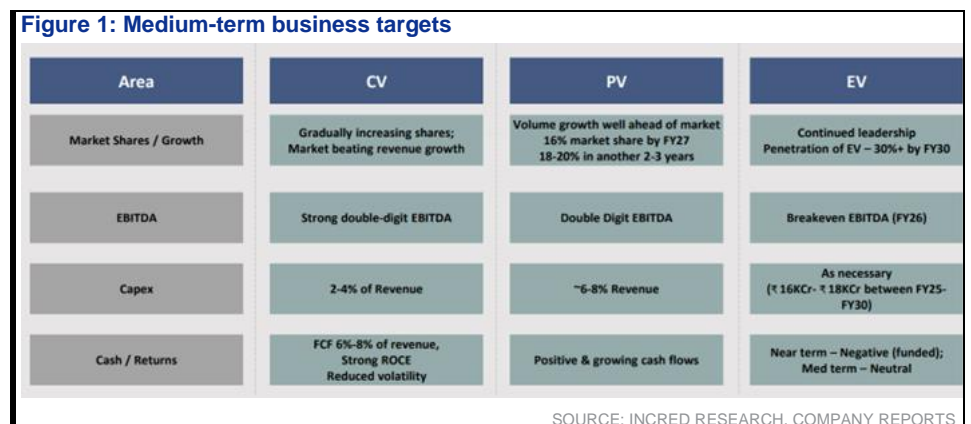 Figure 1: Medium-term business targets
Area
CV
PV
EV
Market Shares / Growth
Gradually increasing shares;
Market beating revenue growth
Volume growth well ahead of market
16% market share by FY27
18-20% in another 2-3 years
Continued leadership
Penetration of EV – 30%+ by FY30
EBITDA
Strong double-digit EBITDA
Double Digit EBITDA
Breakeven EBITDA (FY26)
Capex
2-4% of Revenue
~6-8% Revenue
As necessary
(₹ 16KCr- ₹ 18KCr between FY25-
FY30)
Cash / Returns
FCF 6%-8% of revenue,
Strong ROCE
Reduced volatility
Positive & growing cash flows
Near term – Negative (funded);
Med term – Neutral
SOURCE: INCRED RESEARCH, COMPANY REPORTS